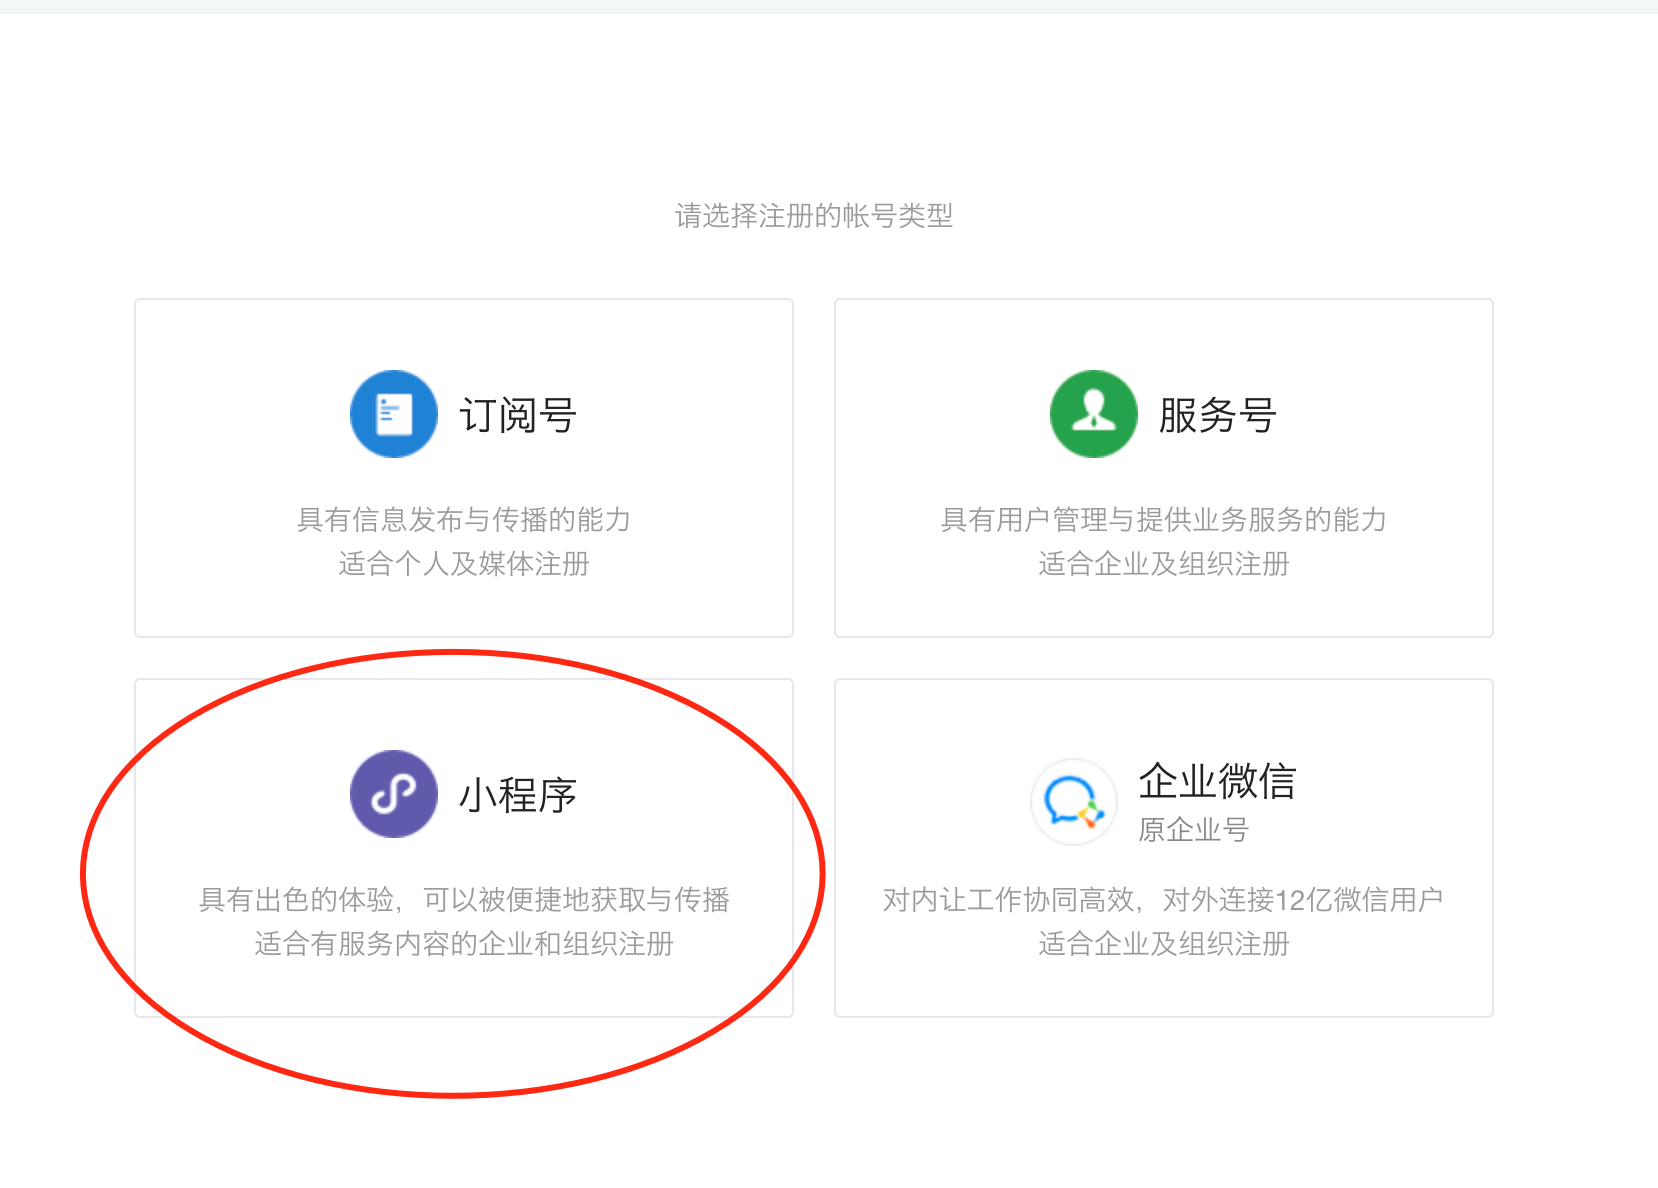 请选择注册的帐号类型
订阅号
具有信息发布与传播的能力
适合个人及媒体注册
服务号
具有用户管理与提供业务服务的能力
适合企业及组织注册
小程序
具有出色的体验，可以被便捷地获取与传播
适合有服务内容的企业和组织注册
企业微信
原企业号
对内让工作协同高效，对外连接12亿微信用户
适合企业及组织注册